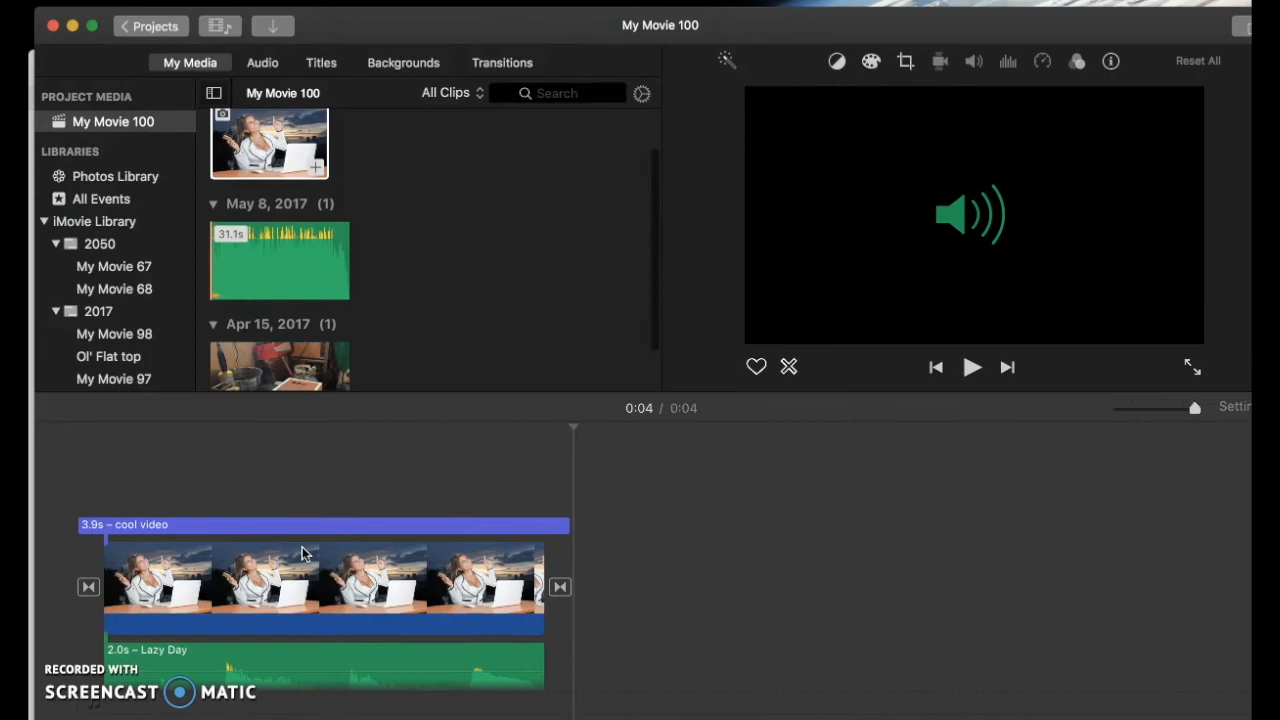 Projects
My Movie 100
My Media Audio Titles Backgrounds Transitions
Reset All
PROJECT MEDIA
My Movie 100
All Clips
Search
My Movie 100
LIBRARIES
Photos Library
All Events
iMovie Library
2050
My Movie 67
My Movie 68
2017
My Movie 98
Ol' Flat top
My Movie 97
May 8, 2017 (1)
31.1s
Apr 15, 2017 (1)
0:04 / 0:04
Settin
3.9s – cool video
2.0s – Lazy Day
RECORDED WITH
SCREENCAST MATIC